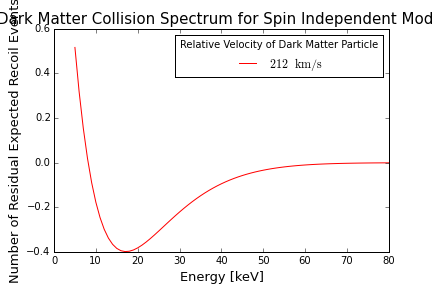 Dark Matter Collision Spectrum for Spin Independent Mod
Number of Residual Expected Recoil Events
0.6
0.4
0.2
0.0
−0.2
−0.4
Relative Velocity of Dark Matter Particle
212 km/s
0 10 20 30 40 50 60 70 80
Energy [keV]